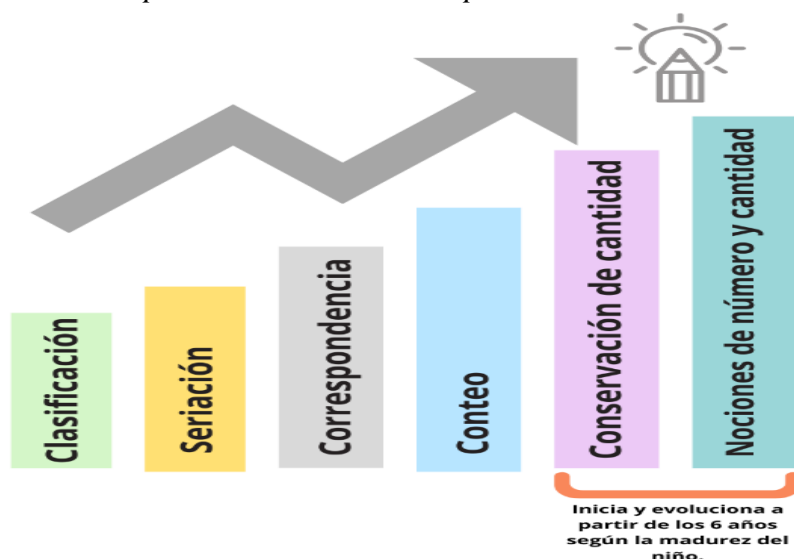 Clasificación
Seriación
Correspondencia
Conteo
Conservación de cantidad
Nociones de número y cantidad
Inicia y evoluciona a
partir de los 6 años
según la madurez del
niño.